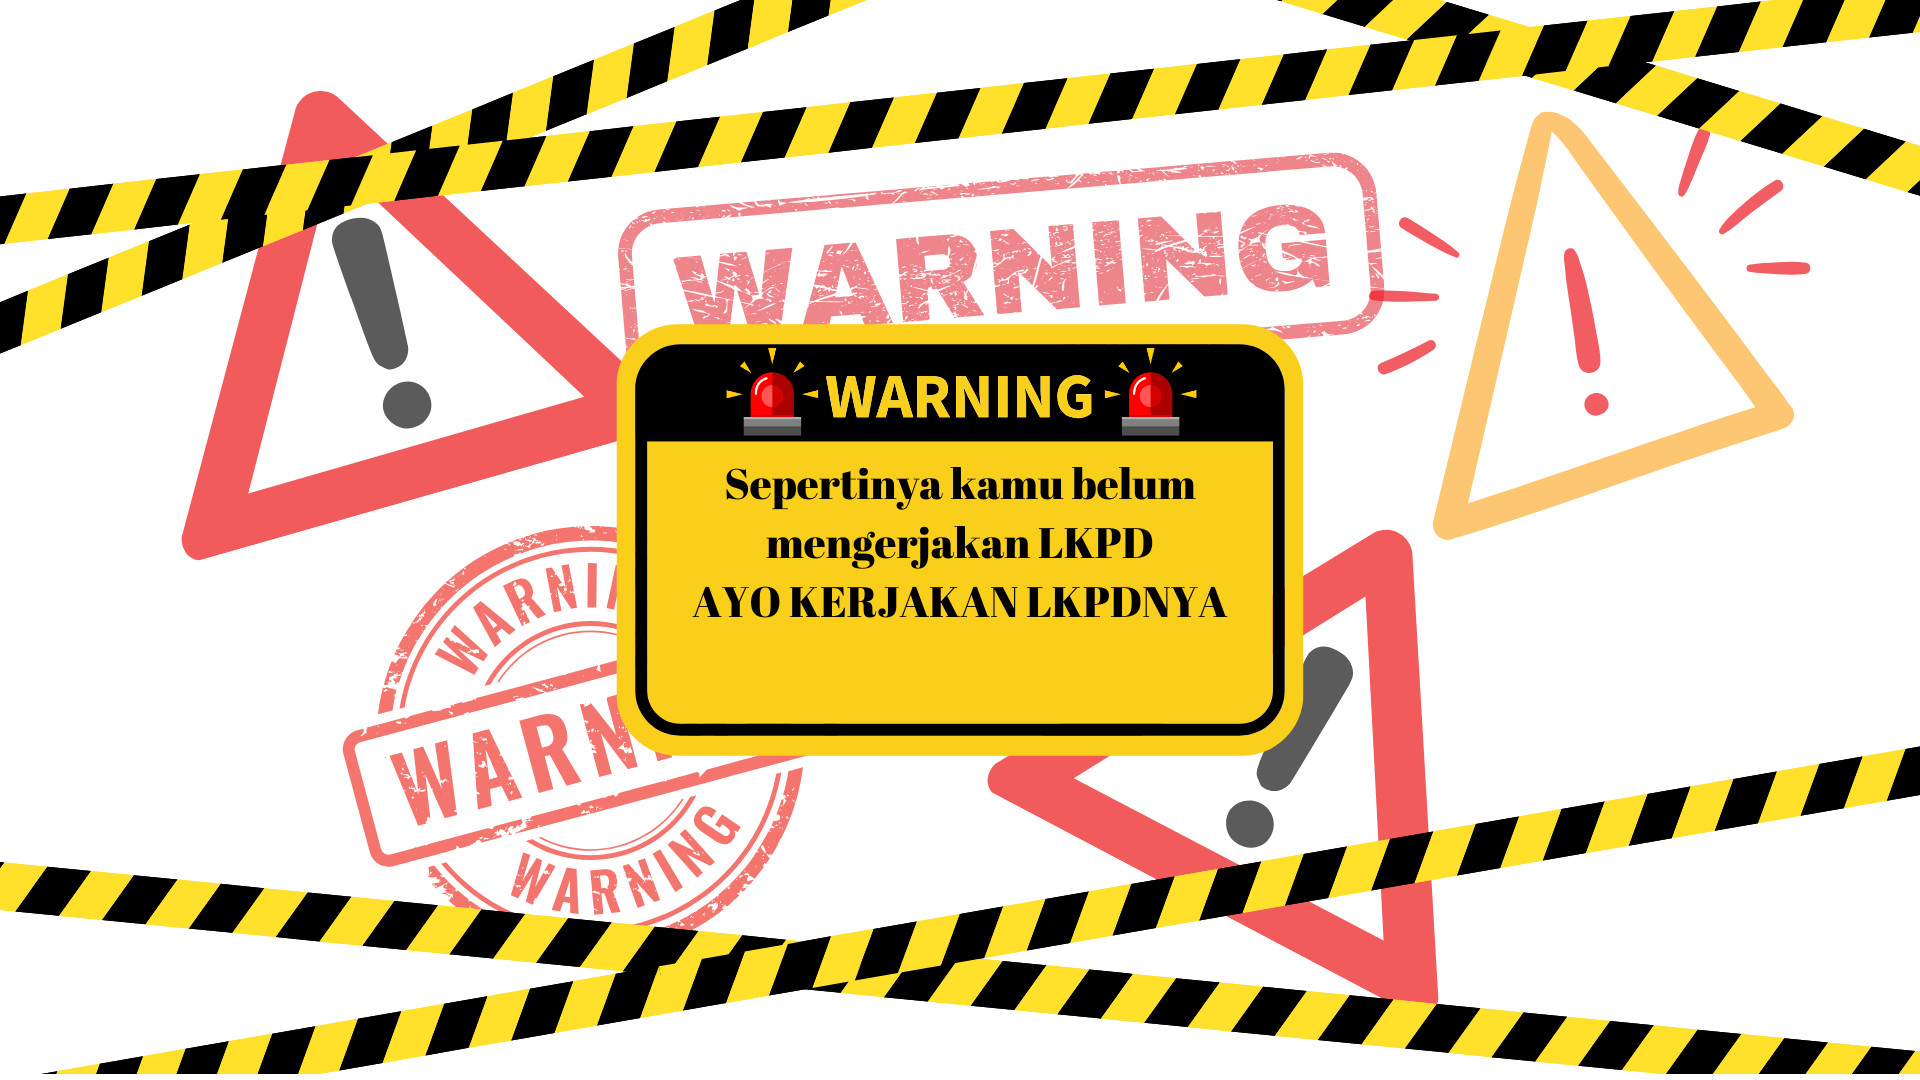 WARNING
WARNING
Sepertinya kamu belum
mengerjakan LKPD
AYO KERJAKAN LKPDNYA
WARNI
WARN
WARNING